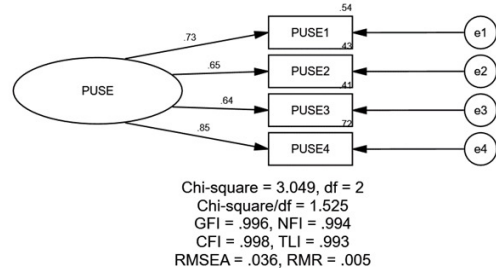 .54
.73
PUSE1
e1
.43
.65
PUSE2
e2
PUSE
.41
.64
PUSE3
e3
.72
.85
PUSE4
e4
Chi-square = 3.049, df = 2
Chi-square/df = 1.525
GFI = .996, NFI = .994
CFI = .998, TLI = .993
RMSEA = .036, RMR = .005